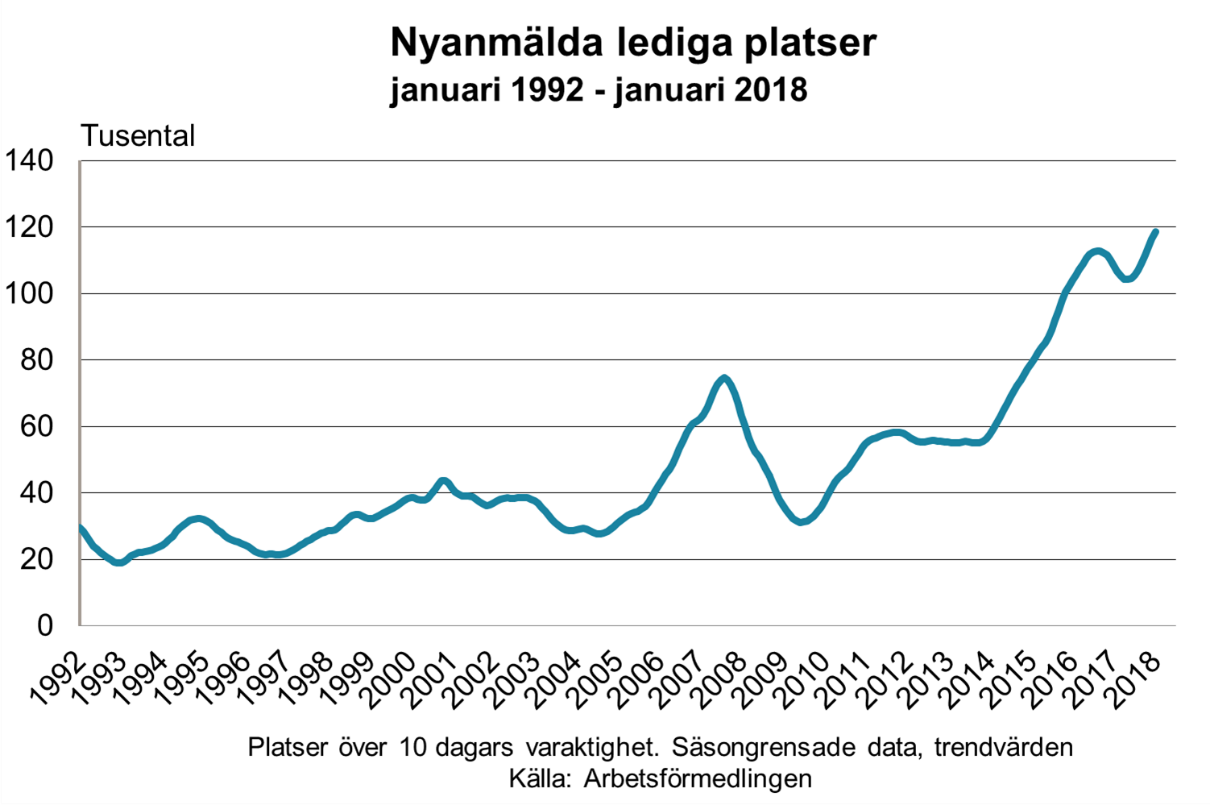 Nyanmälda lediga platser
januari 1992 - januari 2018
Tusental
140
120
100
80
60
40
20
0
1992 1993 1994 1995 1996 1997 1998 1999 2000 2001 2002 2003 2004 2005 2006 2007 2008 2009 2010 2011 2012 2013 2014 2015 2016 2017 2018
Platser över 10 dagars varaktighet. Säsongrensade data, trendvärden
Källa: Arbetsförmedlingen